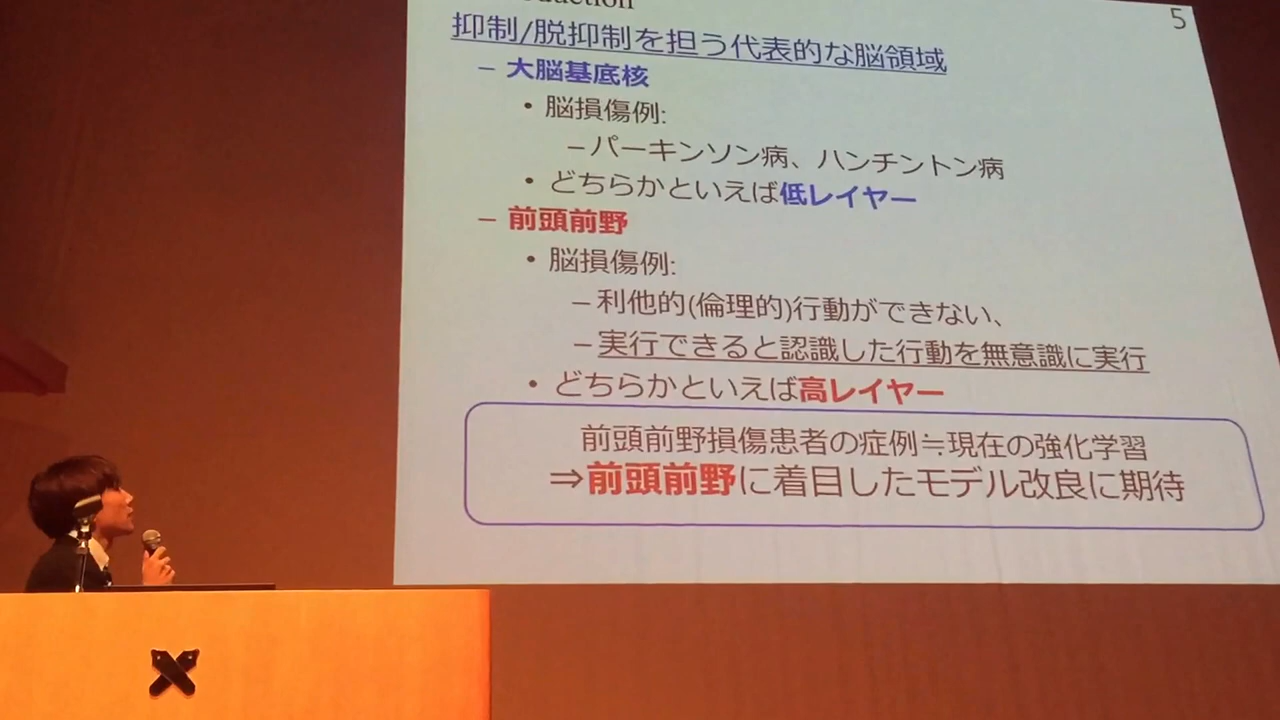 5
抑制/脱抑制を担う代表的な脳領域
– 大脳基底核
• 脳損傷例:
– パーキンソン病、ハンチントン病
• どちらかといえば低レイヤー
– 前頭前野
• 脳損傷例:
– 利他的(倫理的)行動ができない、
– 実行できると認識した行動を無意識に実行
• どちらかといえば高レイヤー
前頭前野損傷患者の症例≒現在の強化学習
⇒前頭前野に着目したモデル改良に期待